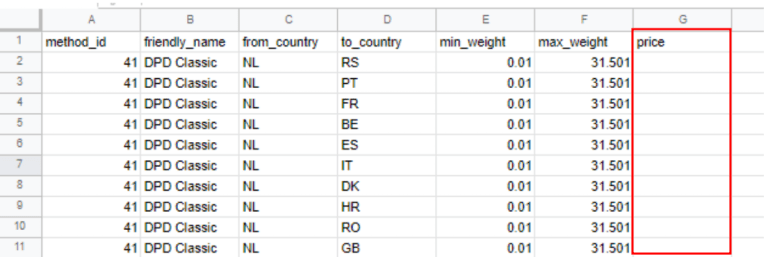 A B C D E F G
1 method_id friendly_name from_country to_country min_weight max_weight price
2 41 DPD Classic NL RS 0.01 31.501
3 41 DPD Classic NL PT 0.01 31.501
4 41 DPD Classic NL FR 0.01 31.501
5 41 DPD Classic NL BE 0.01 31.501
6 41 DPD Classic NL ES 0.01 31.501
7 41 DPD Classic NL IT 0.01 31.501
8 41 DPD Classic NL DK 0.01 31.501
9 41 DPD Classic NL HR 0.01 31.501
10 41 DPD Classic NL RO 0.01 31.501
11 41 DPD Classic NL GB 0.01 31.501